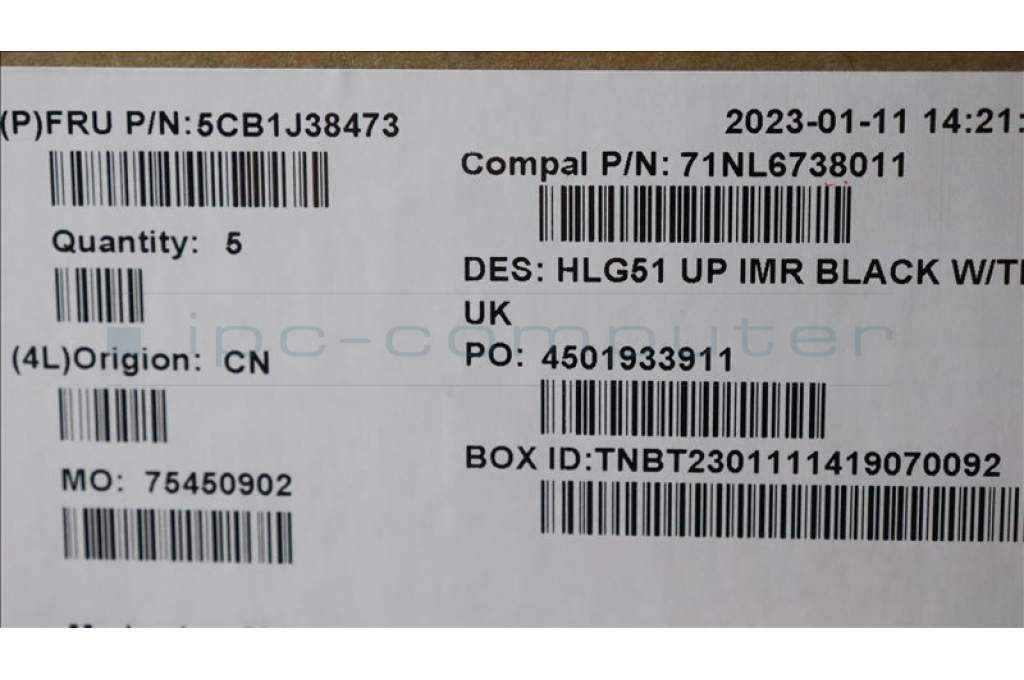 (P)FRU P/N:5CB1J38473
2023-01-11 14:21:
Compal P/N: 71NL6738011
Quantity: 5
DES: HLG51 UP IMR BLACK W/
UK
ipc-computer
(4L)Origion: CN
PO: 4501933911
BOX ID:TNBT2301111419070092
MO: 75450902